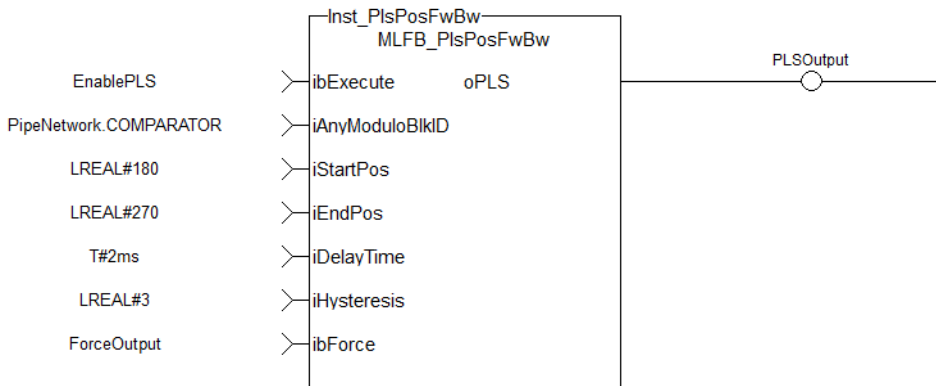 Inst_PlsPosFwBw
MLFB_PlsPosFwBw
PLSOutput
EnablePLS ibExecute oPLS
PipeNetwork.COMPARATOR iAnyModuloBlkID
LREAL#180 iStartPos
LREAL#270 iEndPos
T#2ms iDelayTime
LREAL#3 iHysteresis
ForceOutput ibForce